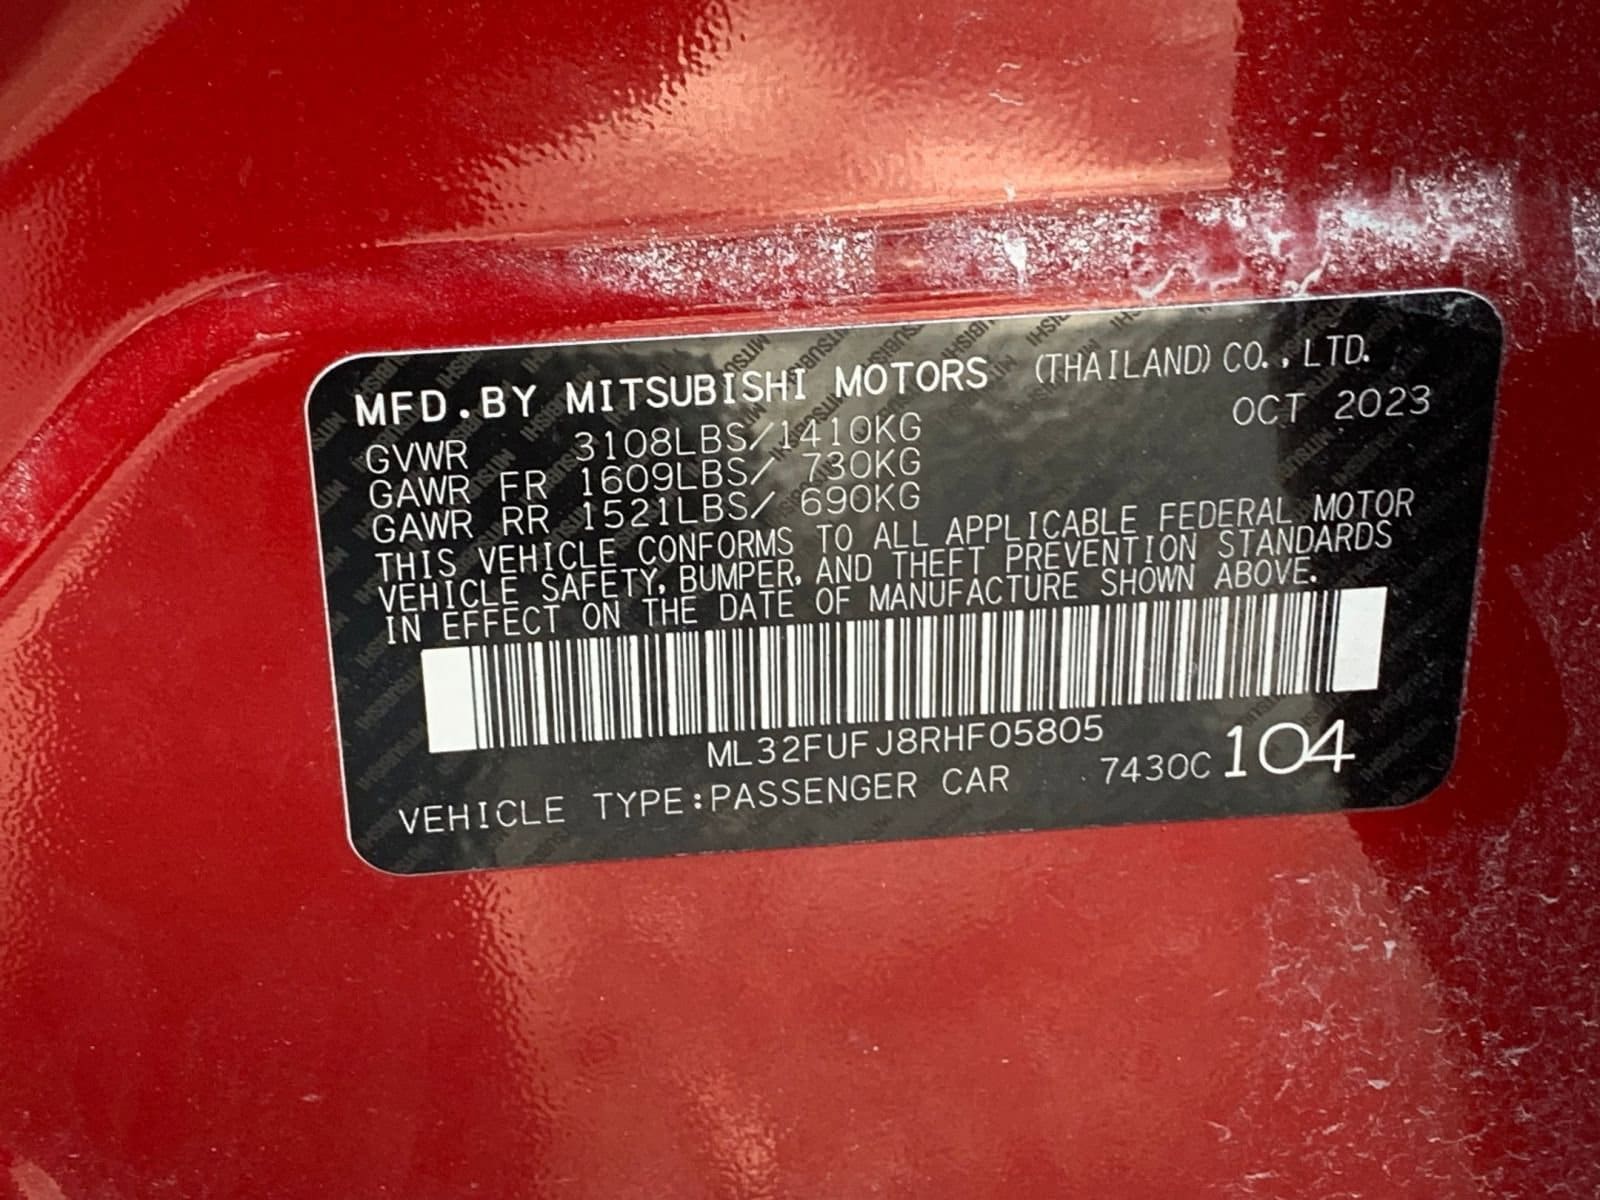 MFD.BY MITSUBISHI MOTORS (THAILAND) CO., LTD.
OCT 2023
GVWR 3108LBS/1410KG
GAWR FR 1609LBS/ 730KG
GAWR RR 1521LBS/ 690KG
THIS VEHICLE CONFORMS TO ALL APPLICABLE FEDERAL MOTOR
VEHICLE SAFETY, BUMPER, AND THEFT PREVENTION STANDARDS
IN EFFECT ON THE DATE OF MANUFACTURE SHOWN ABOVE.
ML32FUFJ8RHF05805
VEHICLE TYPE:PASSENGER CAR 7430C 104